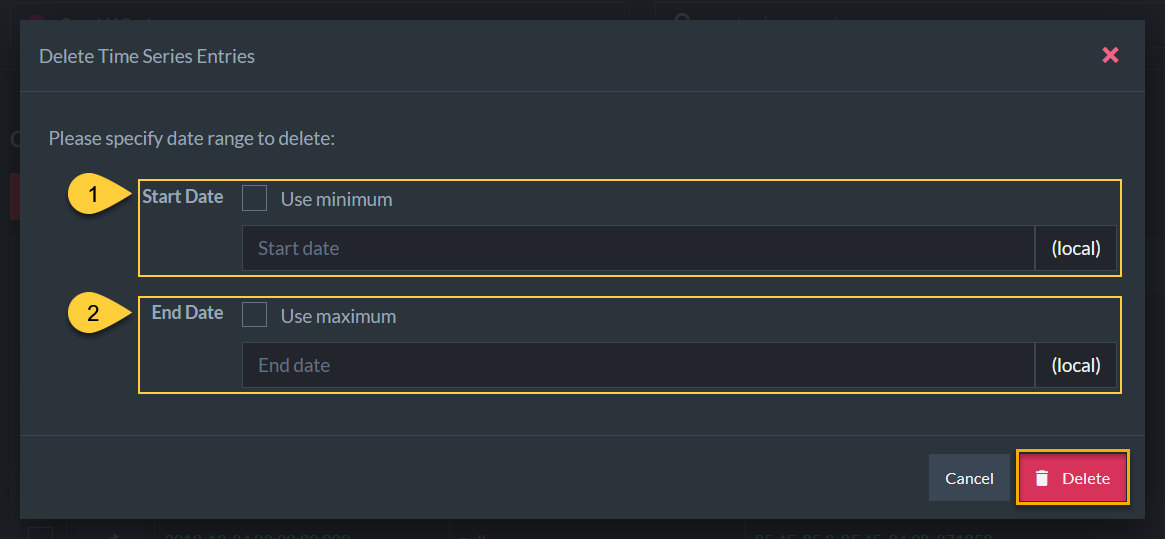 Delete Time Series Entries
Please specify date range to delete:
1
Start Date Use minimum
Start date (local)
2
End Date Use maximum
End date (local)
Cancel Delete